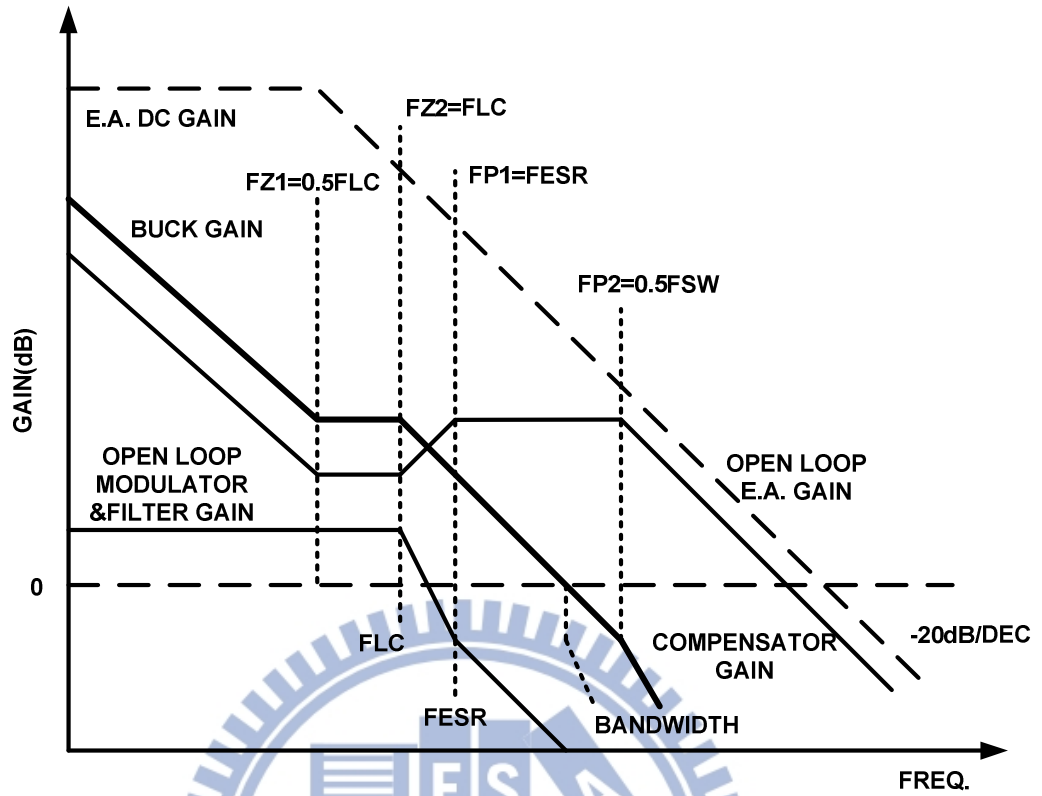 E.A. DC GAIN
FZ2=FLC
FZ1=0.5FLC
FP1=FESR
BUCK GAIN
FP2=0.5FSW
GAIN(dB)
OPEN LOOP
MODULATOR
&FILTER GAIN
OPEN LOOP
E.A. GAIN
0
FLC
COMPENSATOR
GAIN
-20dB/DEC
FESR
BANDWIDTH
FREQ.
ES